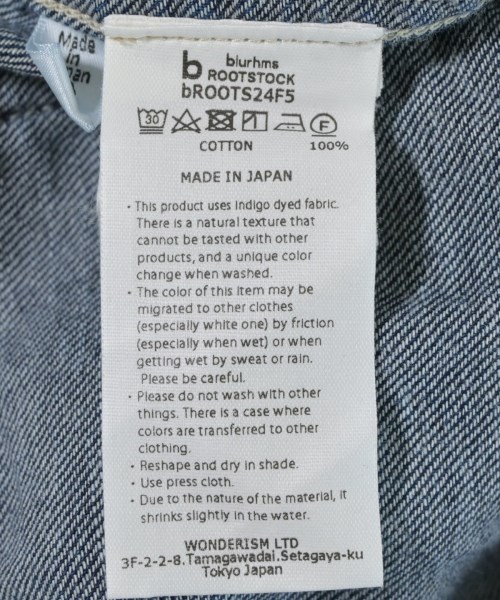 Made
in
b
blurhms
ROOTSTOCK
bROOTS24F5
30
F
COTTON 100%
MADE IN JAPAN
· This product uses indigo dyed fabric.
There is a natural texture that
cannot be tasted with other
products, and a unique color
change when washed.
· The color of this item may be
migrated to other clothes
(especially white one) by friction
(especially when wet) or when
getting wet by sweat or rain.
Please be careful.
· Please do not wash with other
things. There is a case where
colors are transferred to other
clothing.
· Reshape and dry in shade.
· Use press cloth.
· Due to the nature of the material, it
shrinks slightly in the water.
WONDERISM LTD
3F-2-2-8.Tamagawadai.Setagaya-ku
Tokyo Japan